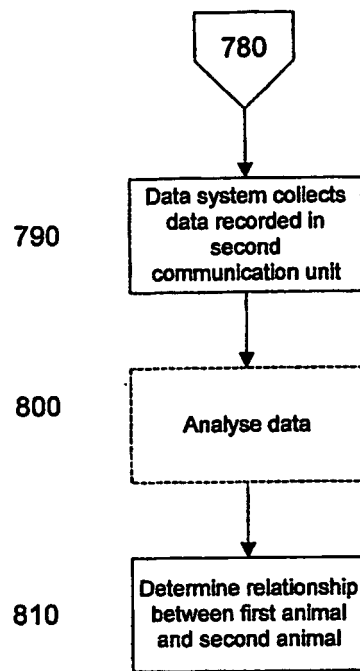 780
790
Data system collects
data recorded in
second
communication unit
800
Analyse data
810
Determine relationship
between first animal
and second animal